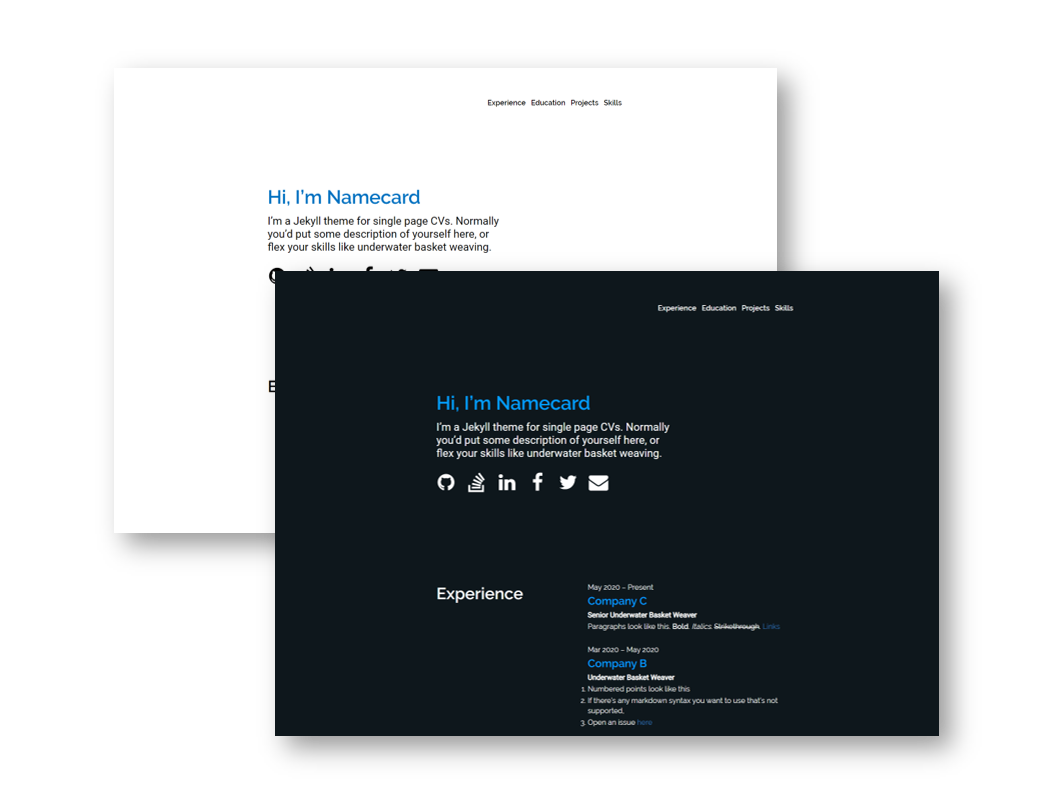 Experience Education Projects Skills
Hi, I'm Namecard
I'm a Jekyll theme for single page CVs. Normally
you'd put some description of yourself here, or
flex your skills like underwater basket weaving.
E
Experience Education Projects Skills
Hi, I'm Namecard
I'm a Jekyll theme for single page CVs. Normally
you'd put some description of yourself here, or
flex your skills like underwater basket weaving.
Experience
May 2020 – Present
Company C
Senior Underwater Basket Weaver
Paragraphs look like this. Bold. Italics. Strikethrough. Links.
Mar 2020 – May 2020
Company B
Underwater Basket Weaver
1. Numbered points look like this
2. If there's any markdown syntax you want to use that's not
supported,
3. Open an issue here